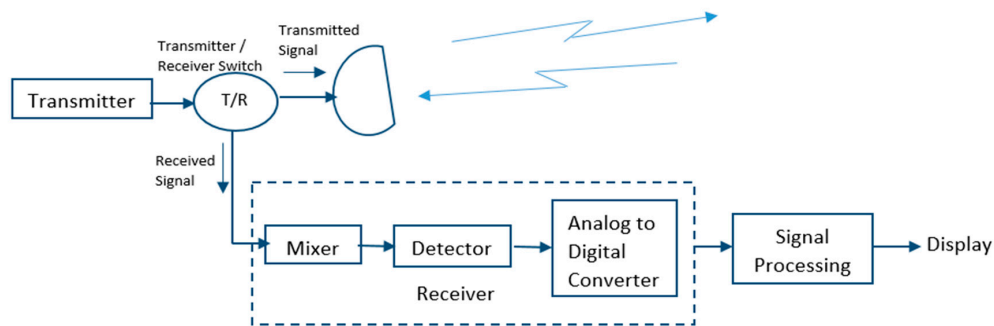 Transmitter /
Receiver Switch
Transmitted
Signal
Transmitter
T/R
Received
Signal
Mixer
Detector
Analog to
Digital
Converter
Receiver
Signal
Processing
Display